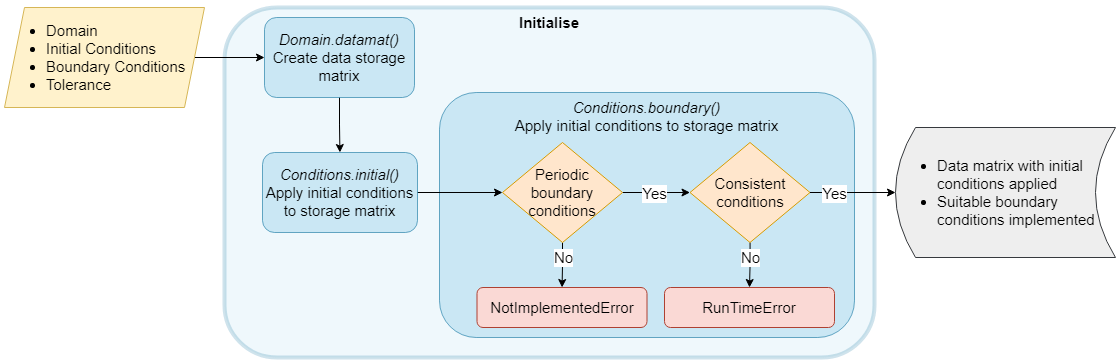 Initialise
• Domain
• Initial Conditions
• Boundary Conditions
• Tolerance
Domain.datamat()
Create data storage
matrix
Conditions.initial()
Apply initial conditions
to storage matrix
Conditions.boundary()
Apply initial conditions to storage matrix
Periodic
boundary
conditions
Yes
No
NotImplementedError
Consistent
conditions
Yes
No
RunTimeError
• Data matrix with initial
conditions applied
• Suitable boundary
conditions implemented